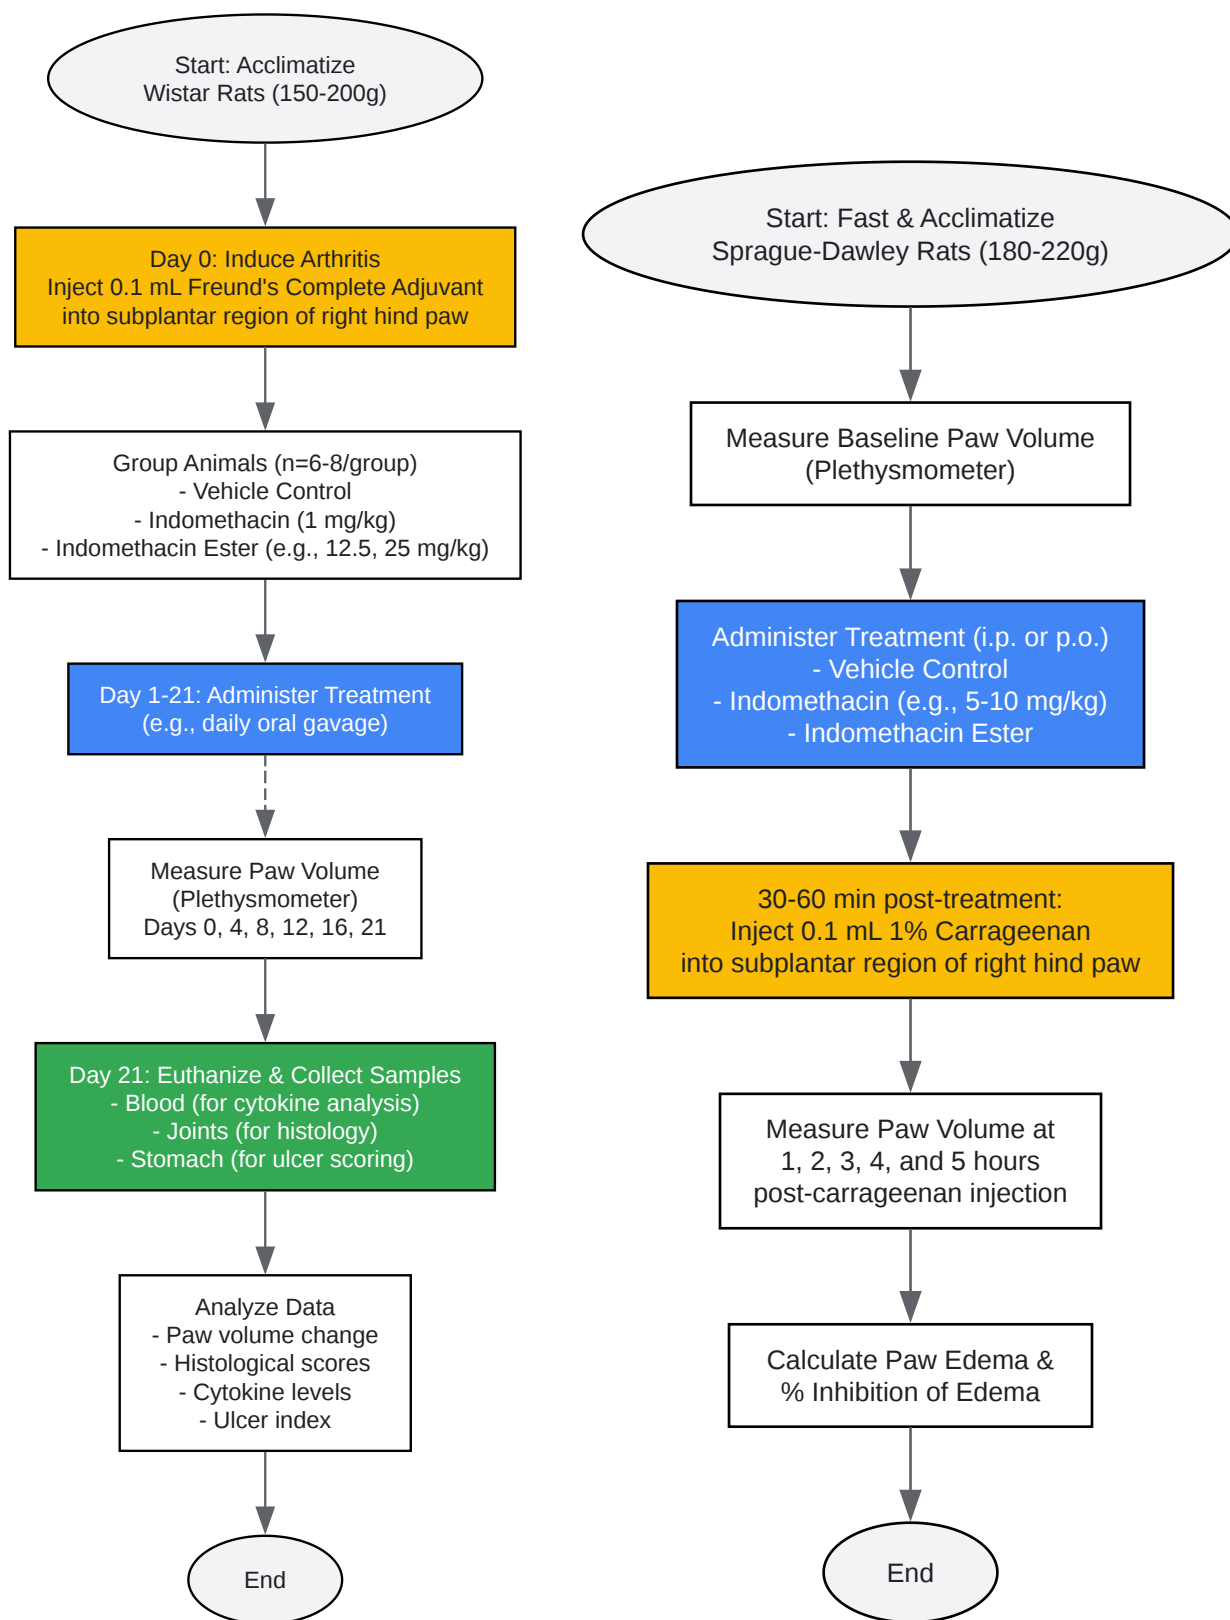 Start: Acclimatize
Wistar Rats (150-200g)
Day 0: Induce Arthritis
Inject 0.1 mL Freund's Complete Adjuvant
into subplantar region of right hind paw
Group Animals (n=6-8/group)
- Vehicle Control
- Indomethacin (1 mg/kg)
- Indomethacin Ester (e.g., 12.5, 25 mg/kg)
Day 1-21: Administer Treatment
(e.g., daily oral gavage)
Measure Paw Volume
(Plethysmometer)
Days 0, 4, 8, 12, 16, 21
Day 21: Euthanize & Collect Samples
- Blood (for cytokine analysis)
- Joints (for histology)
- Stomach (for ulcer scoring)
Analyze Data
- Paw volume change
- Histological scores
- Cytokine levels
- Ulcer index
End
Start: Fast & Acclimatize
Sprague-Dawley Rats (180-220g)
Measure Baseline Paw Volume
(Plethysmometer)
Administer Treatment (i.p. or p.o.)
- Vehicle Control
- Indomethacin (e.g., 5-10 mg/kg)
- Indomethacin Ester
30-60 min post-treatment:
Inject 0.1 mL 1% Carrageenan
into subplantar region of right hind paw
Measure Paw Volume at
1, 2, 3, 4, and 5 hours
post-carrageenan injection
Calculate Paw Edema &
% Inhibition of Edema
End